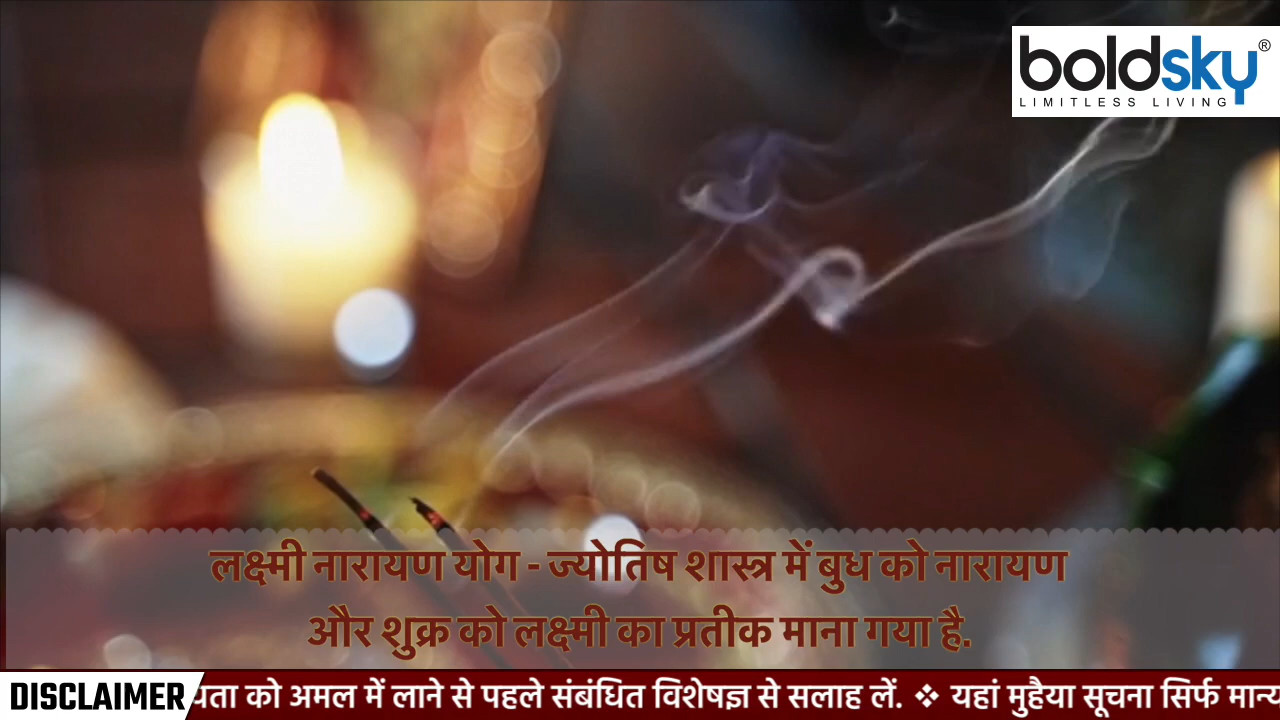 boldsky®
LIMITLESS LIVING
लक्ष्मी नारायण योग - ज्योतिष शास्त्र में बुध को नारायण
और शुक्र को लक्ष्मी का प्रतीक माना गया है.
DISCLAIMER को अमल में लाने से पहले संबंधित विशेषज्ञ से सलाह लें. ❖ यहां मुहैया सूचना सिर्फ